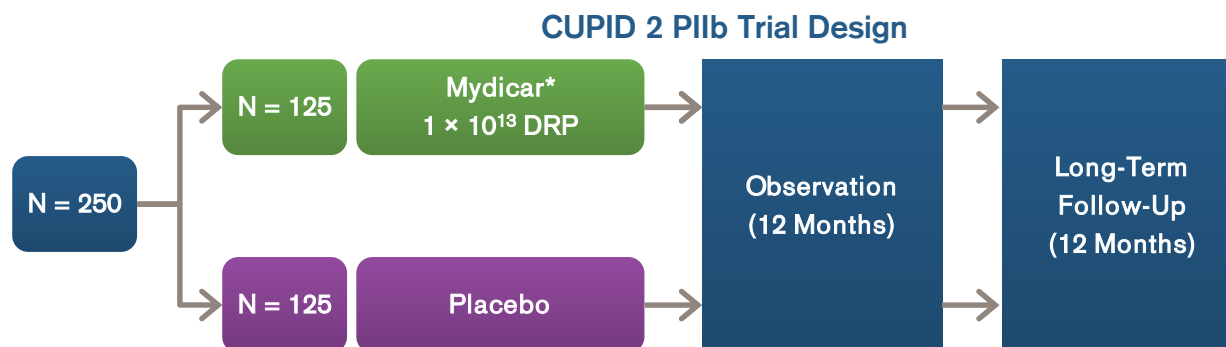 CUPID 2 PIIb Trial Design
N = 250
N = 125
Mydicar*
1 × 10¹³ DRP
N = 125
Placebo
Observation
(12 Months)
Long-Term
Follow-Up
(12 Months)